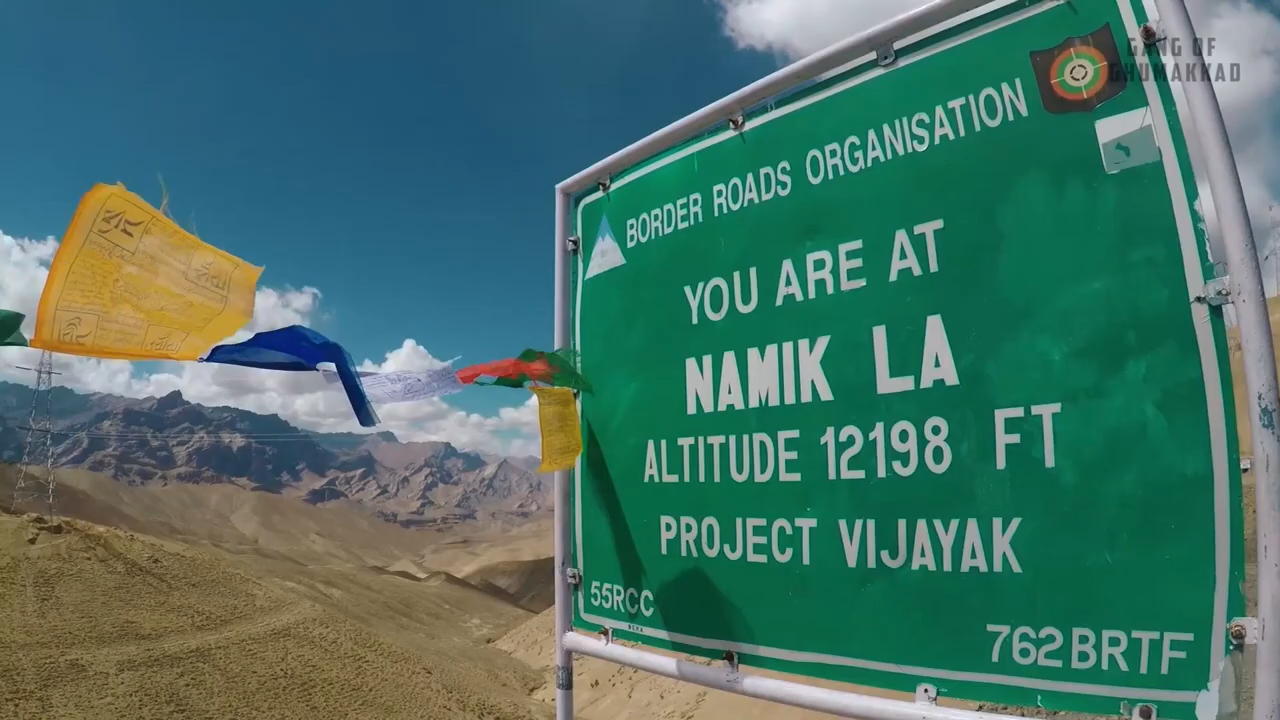 GANG OF
GHUMAKKAD
BORDER ROADS ORGANISATION
YOU ARE AT
NAMIK LA
ALTITUDE 12198 FT
PROJECT VIJAYAK
55RCC
762BRTF